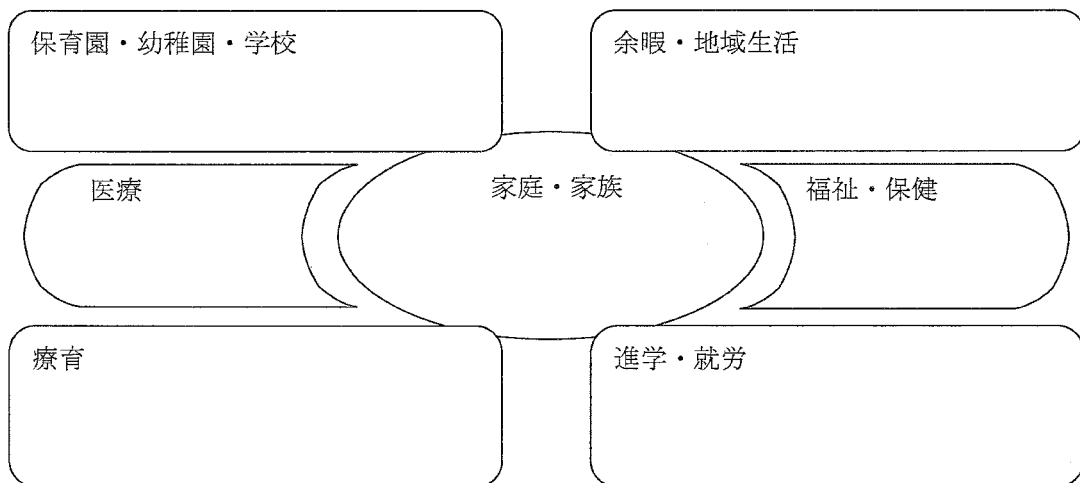 保育園・幼稚園・学校
余暇・地域生活
医療
家庭・家族
福祉・保健
療育
進学・就労